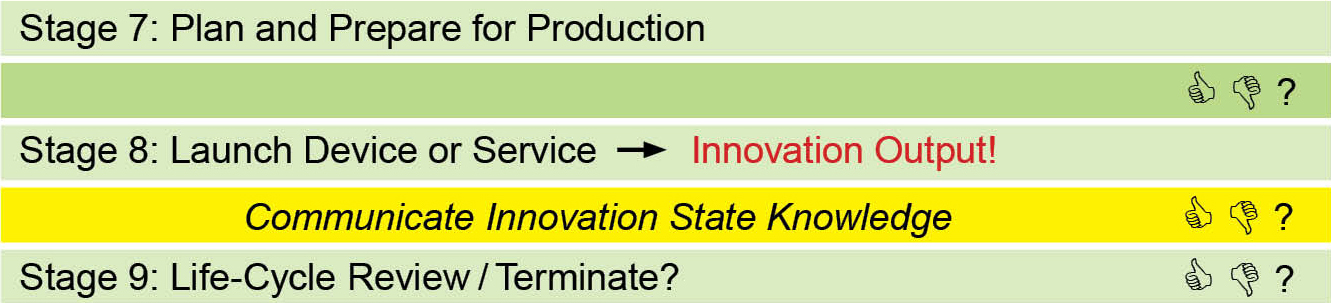 Stage 7: Plan and Prepare for Production
👍 👎 ?
Stage 8: Launch Device or Service → Innovation Output!
Communicate Innovation State Knowledge 👍 👎 ?
Stage 9: Life-Cycle Review / Terminate? 👍 👎 ?